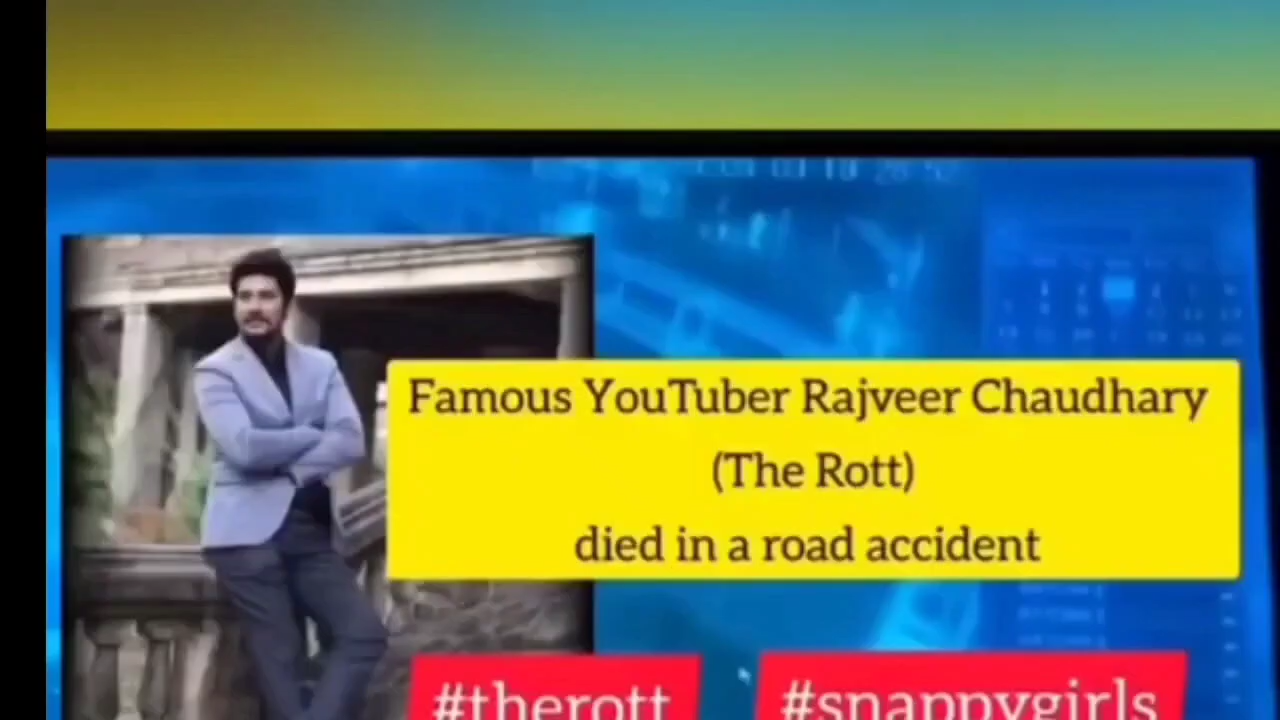 Famous YouTuber Rajveer Chaudhary
(The Rott)
died in a road accident
#therott #snappygirls